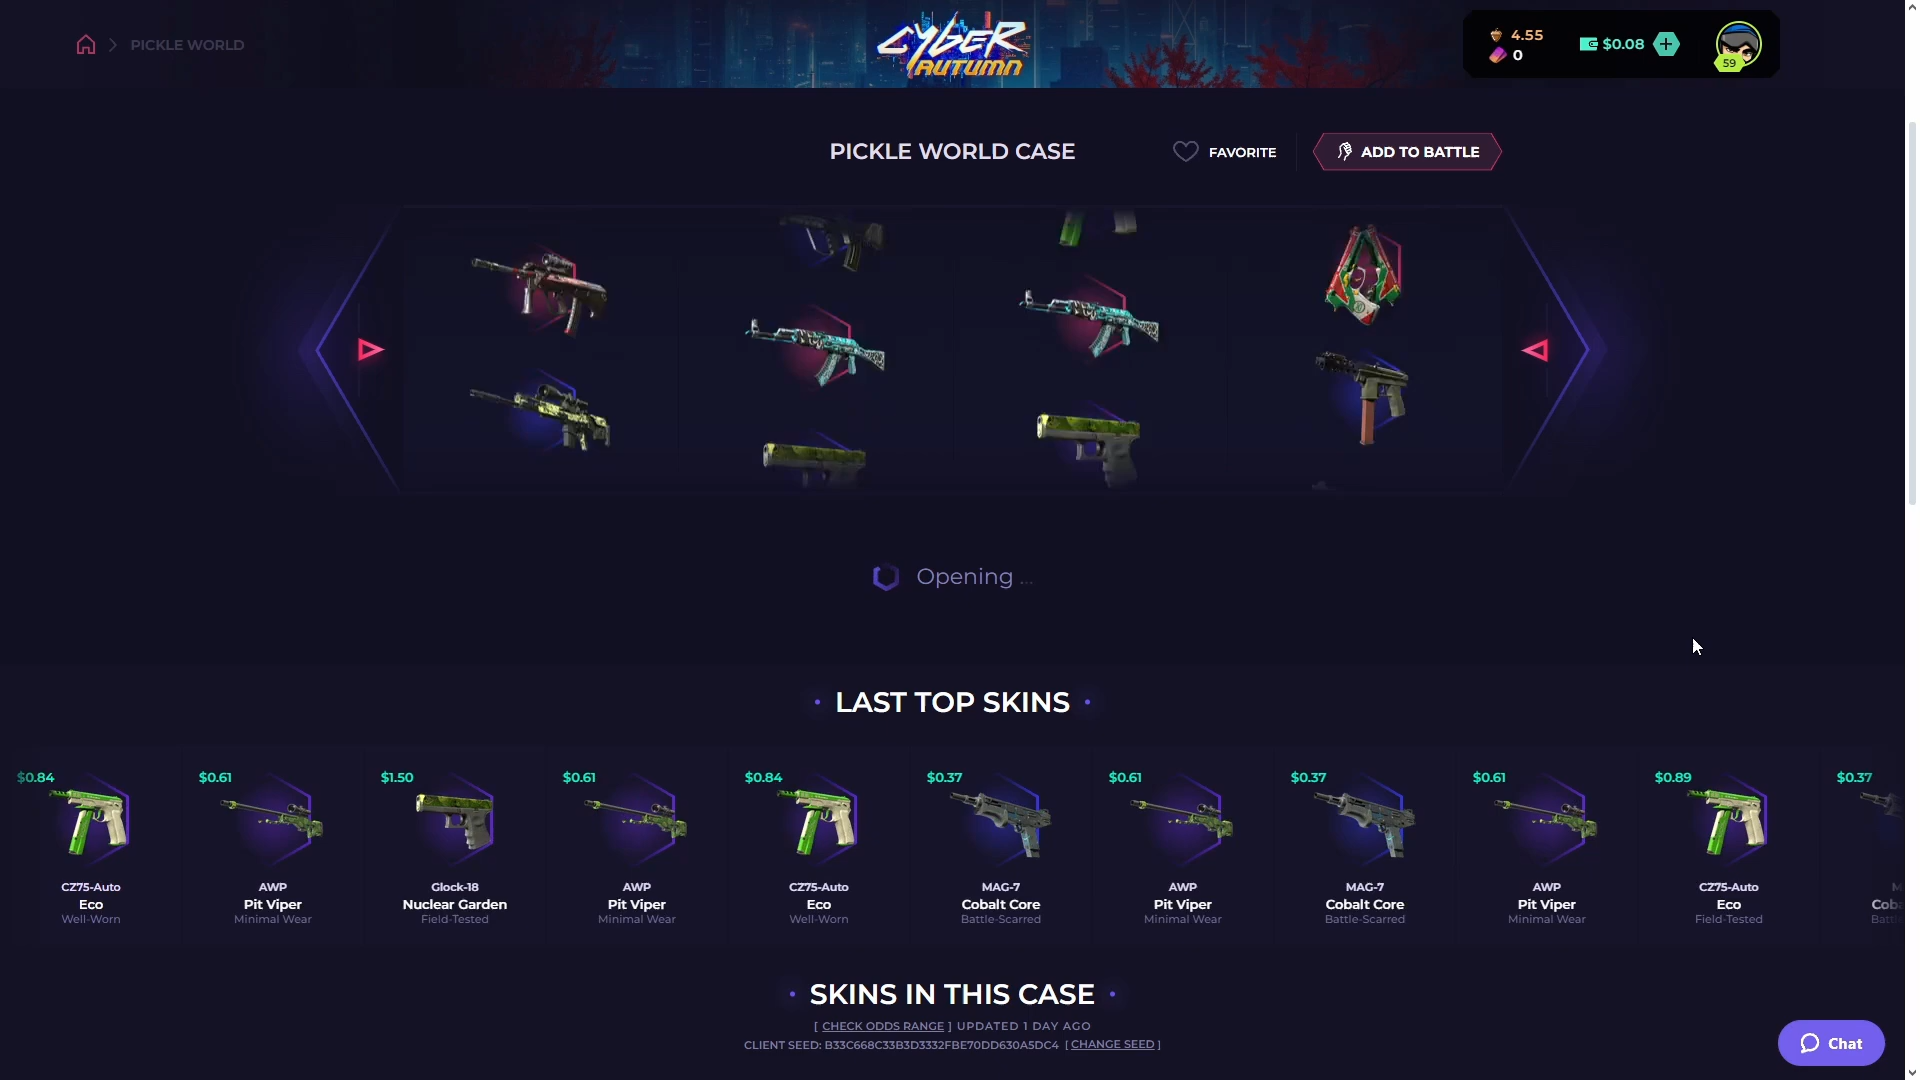 PICKLE WORLD
CYBER
AUTUMN
4.55
0
$0.08
59
PICKLE WORLD CASE
FAVORITE
ADD TO BATTLE
Opening ...
LAST TOP SKINS
$0.84
CZ75-Auto
Eco
Well-Worn
$0.61
AWP
Pit Viper
Minimal Wear
$1.50
Glock-18
Nuclear Garden
Field-Tested
$0.61
AWP
Pit Viper
Minimal Wear
$0.84
CZ75-Auto
Eco
Well-Worn
$0.37
MAG-7
Cobalt Core
Battle-Scarred
$0.61
AWP
Pit Viper
Minimal Wear
$0.37
MAG-7
Cobalt Core
Battle-Scarred
$0.61
AWP
Pit Viper
Minimal Wear
$0.89
CZ75-Auto
Eco
Field-Tested
$0.37
SKINS IN THIS CASE
[ CHECK ODDS RANGE ] UPDATED 1 DAY AGO
CLIENT SEED: B33C668C33B3D3332FBE70DD630A5DC4 [ CHANGE SEED ]
Chat